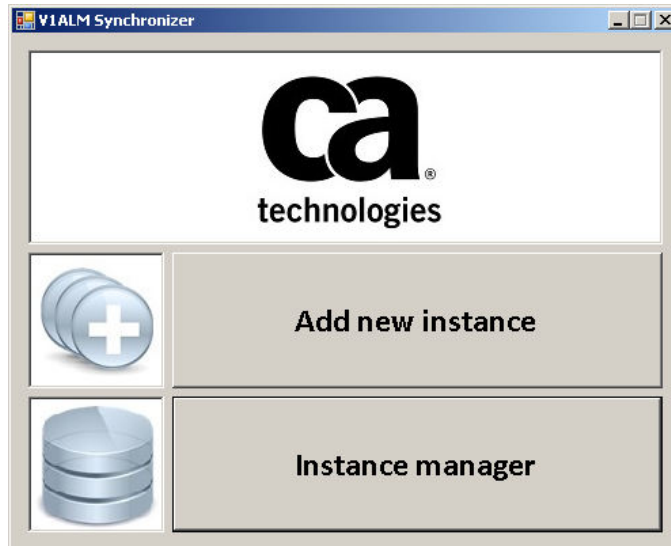 V1ALM Synchronizer
ca
®
technologies
Add new instance
Instance manager